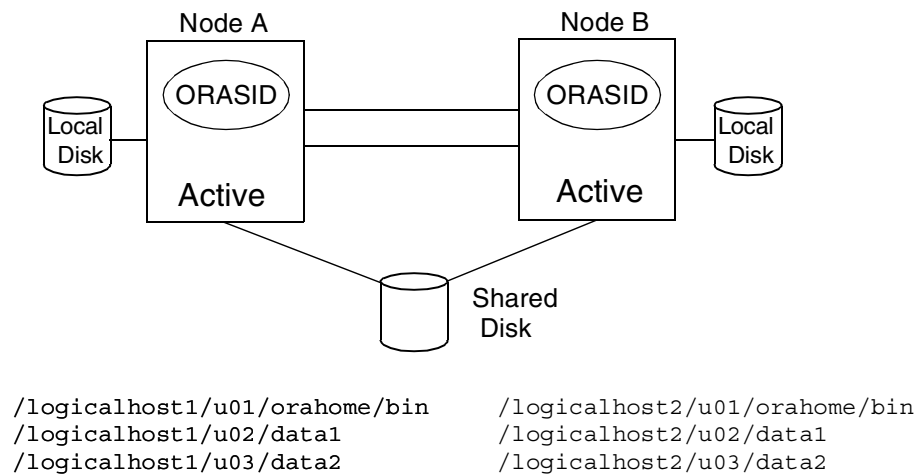 Node A
Node B
ORASID
ORASID
Local
Disk
Local
Disk
Active
Active
Shared
Disk
/logicalhost1/u01/orahome/bin
/logicalhost2/u01/orahome/bin
/logicalhost1/u02/data1
/logicalhost2/u02/data1
/logicalhost1/u03/data2
/logicalhost2/u03/data2